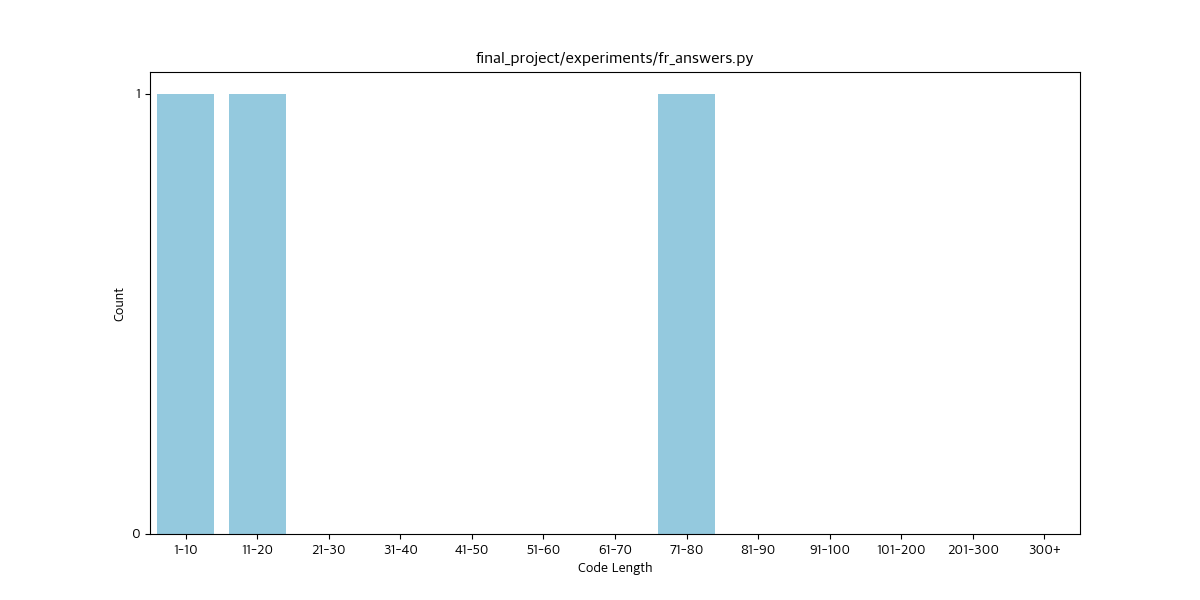 final_project/experiments/fr_answers.py
1
Count
0
1-10 11-20 21-30 31-40 41-50 51-60 61-70 71-80 81-90 91-100 101-200 201-300 300+
Code Length